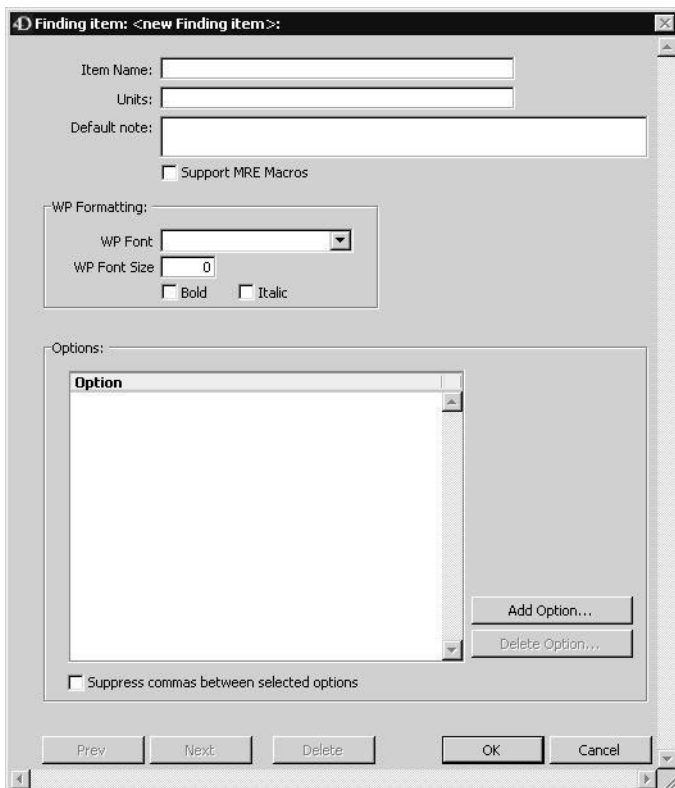 4D Finding item: <new Finding item>:
Item Name:
Units:
Default note:
Support MRE Macros
WP Formatting:
WP Font
WP Font Size 0
Bold Italic
Options:
Option
Add Option...
Delete Option...
Suppress commas between selected options
Prev Next Delete OK Cancel